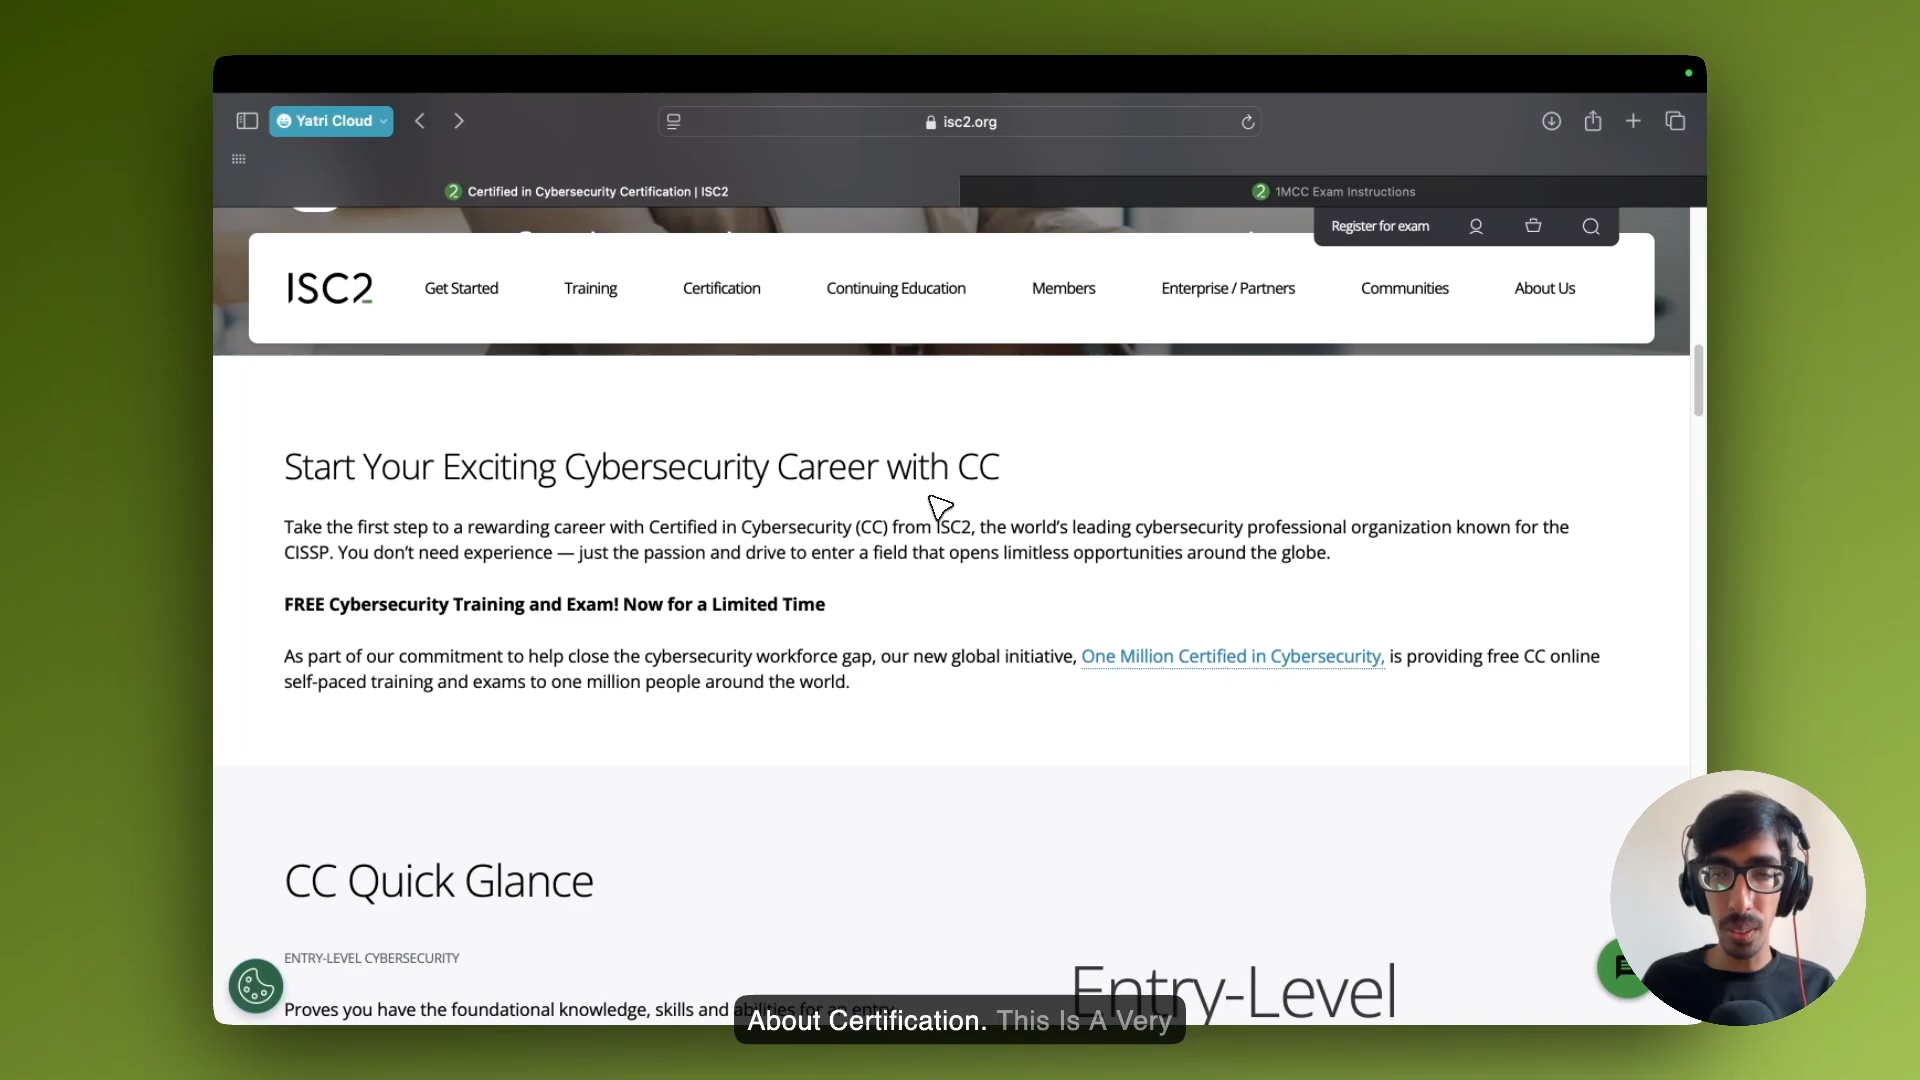 Yatri Cloud
isc2.org
Certified in Cybersecurity Certification | ISC2
1MCC Exam Instructions
Register for exam
ISC2
Get Started
Training
Certification
Continuing Education
Members
Enterprise / Partners
Communities
About Us
Start Your Exciting Cybersecurity Career with CC
Take the first step to a rewarding career with Certified in Cybersecurity (CC) from ISC2, the world's leading cybersecurity professional organization known for the
CISSP. You don't need experience — just the passion and drive to enter a field that opens limitless opportunities around the globe.
FREE Cybersecurity Training and Exam! Now for a Limited Time
As part of our commitment to help close the cybersecurity workforce gap, our new global initiative, One Million Certified in Cybersecurity, is providing free CC online
self-paced training and exams to one million people around the world.
CC Quick Glance
ENTRY-LEVEL CYBERSECURITY
Entry-Level
Proves you have the foundational knowledge, skills and abilities for an entry-
About Certification. This Is A Very